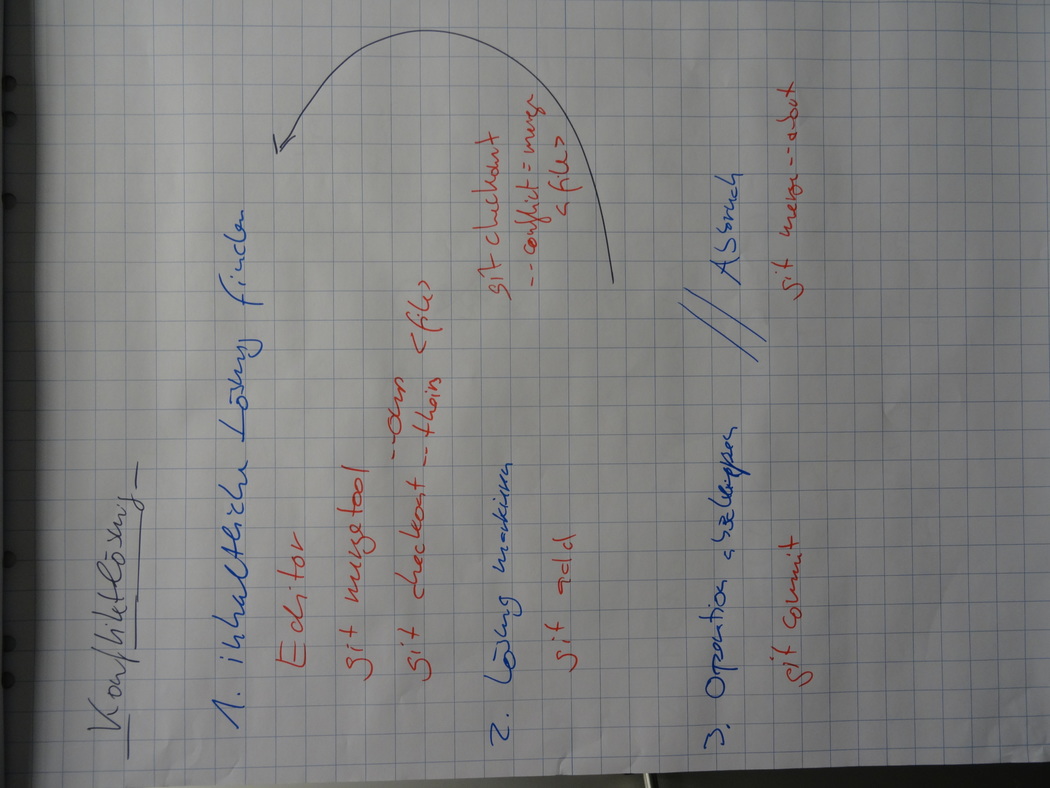 Konfliktlösung
1. inhaltliche Lösung finden
Editor
git mergetool
git checkout --ours --theirs <file>
2. Lösung markieren
git add
git checkout
--conflict=merge
<file>
3. Operation // Abbruch
git commit
git merge --abort